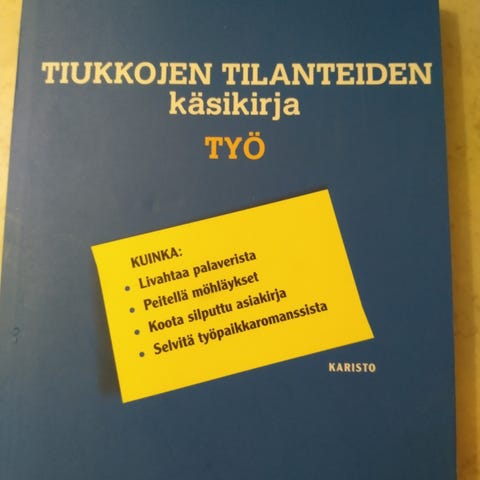 TIUKKOJEN TILANTEIDEN
käsikirja
TYÖ
KUINKA:
• Livahtaa palaverista
• Peitellä möhläykset
• Koota silputtu asiakirja
• Selvitä työpaikkaromanssista
KARISTO